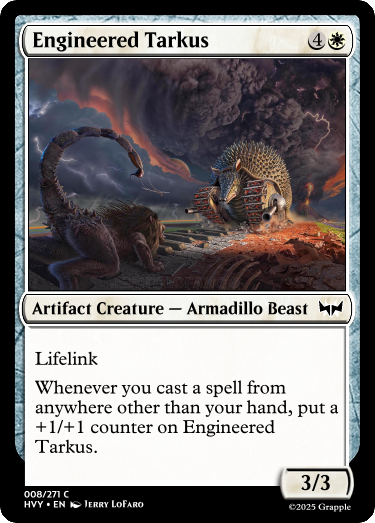 Engineered Tarkus 4
Artifact Creature — Armadillo Beast
Lifelink
Whenever you cast a spell from
anywhere other than your hand, put a
+1/+1 counter on Engineered
Tarkus.
3/3
008/271 C
HVY • EN Jerry LoFaro
©2025 Grapple